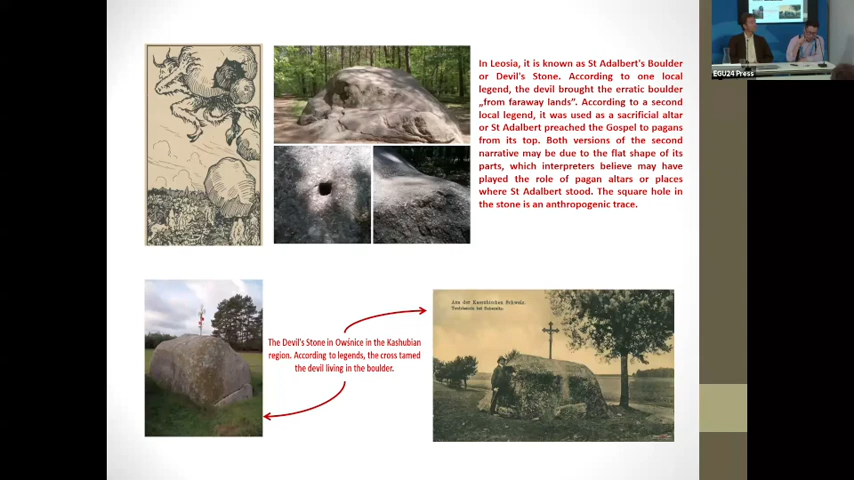 In Leosia, it is known as St Adalbert's Boulder
or Devil's Stone. According to one local
legend, the devil brought the erratic boulder
„from faraway lands”. According to a second
local legend, it was used as a sacrificial altar
or St Adalbert preached the Gospel to pagans
from its top. Both versions of the second
narrative may be due to the flat shape of its
parts, which interpreters believe may have
played the role of pagan altars or places
where St Adalbert stood. The square hole in
the stone is an anthropogenic trace.
EGU24 Press
The Devil's Stone in Owśnice in the Kashubian
region. According to legends, the cross tamed
the devil living in the boulder.
Aus der Kassubischen Schweiz.